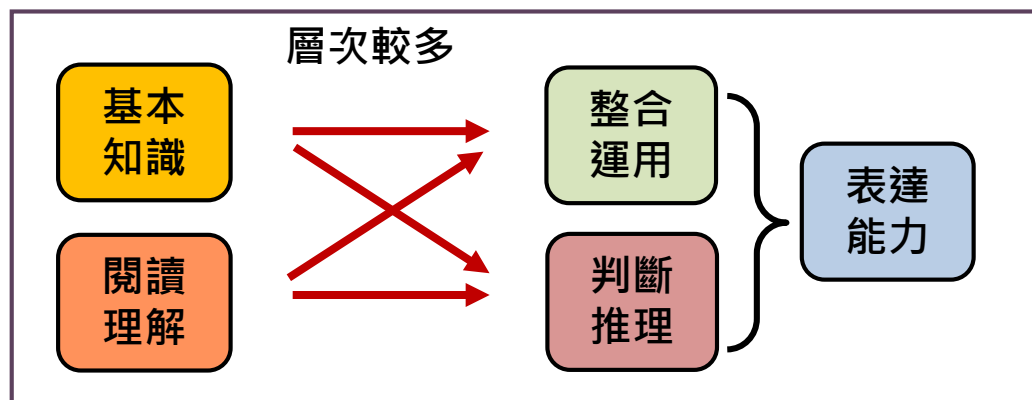 層次較多
基本
知識
整合
運用
表達
能力
閱讀
理解
判斷
推理